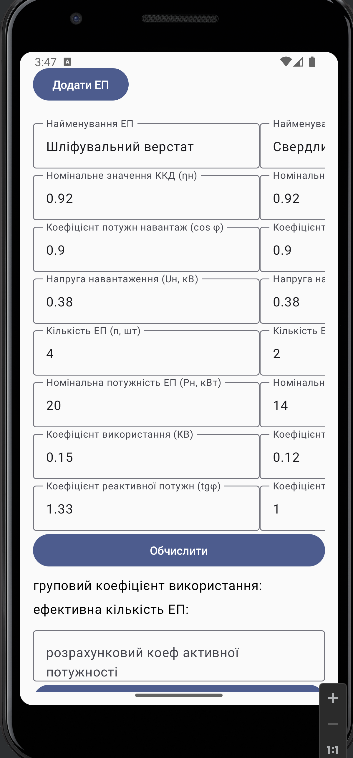 3:47
Додати ЕП
Найменування ЕП
Шліфувальний верстат
Номінальне значення ККД (ηн)
0.92
Коефіцієнт потужн навантаж (cos φ)
0.9
Напруга навантаження (Uн, кВ)
0.38
Кількість ЕП (n, шт)
4
Номінальна потужність ЕП (Рн, кВт)
20
Коефіцієнт використання (КВ)
0.15
Коефіцієнт реактивної потужн (tgφ)
1.33
Наймену
Свердл
0.92
Коефіцієнт
0.9
Напруга на
0.38
Кількість Е
2
Номінальн
14
Коефіцієнт
0.12
Коефіцієнт
1
Обчислити
груповий коефіцієнт використання:
ефективна кількість ЕП:
розрахунковий коеф активної
потужності
+
−
1:1